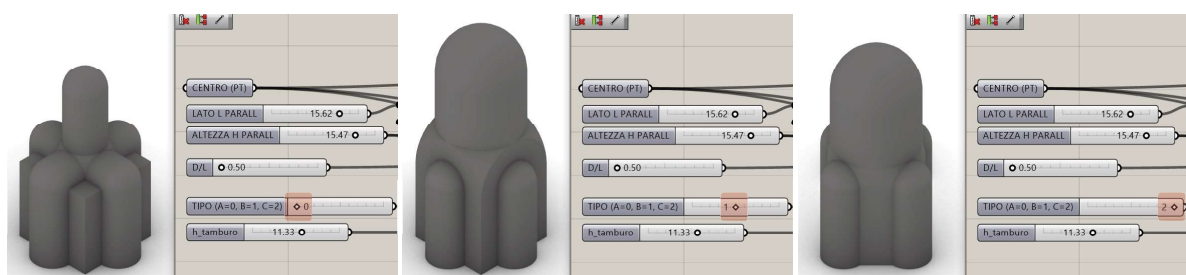 CENTRO (PT)
LATO L PARALL 15.62
ALTEZZA H PARALL 15.47
D/L 0.50
TIPO (A=0, B=1, C=2) 0
h_tamburo 11.33
CENTRO (PT)
LATO L PARALL 15.62
ALTEZZA H PARALL 15.47
D/L 0.50
TIPO (A=0, B=1, C=2) 1
h_tamburo 11.33
CENTRO (PT)
LATO L PARALL 15.62
ALTEZZA H PARALL 15.47
D/L 0.50
TIPO (A=0, B=1, C=2) 2
h_tamburo 11.33